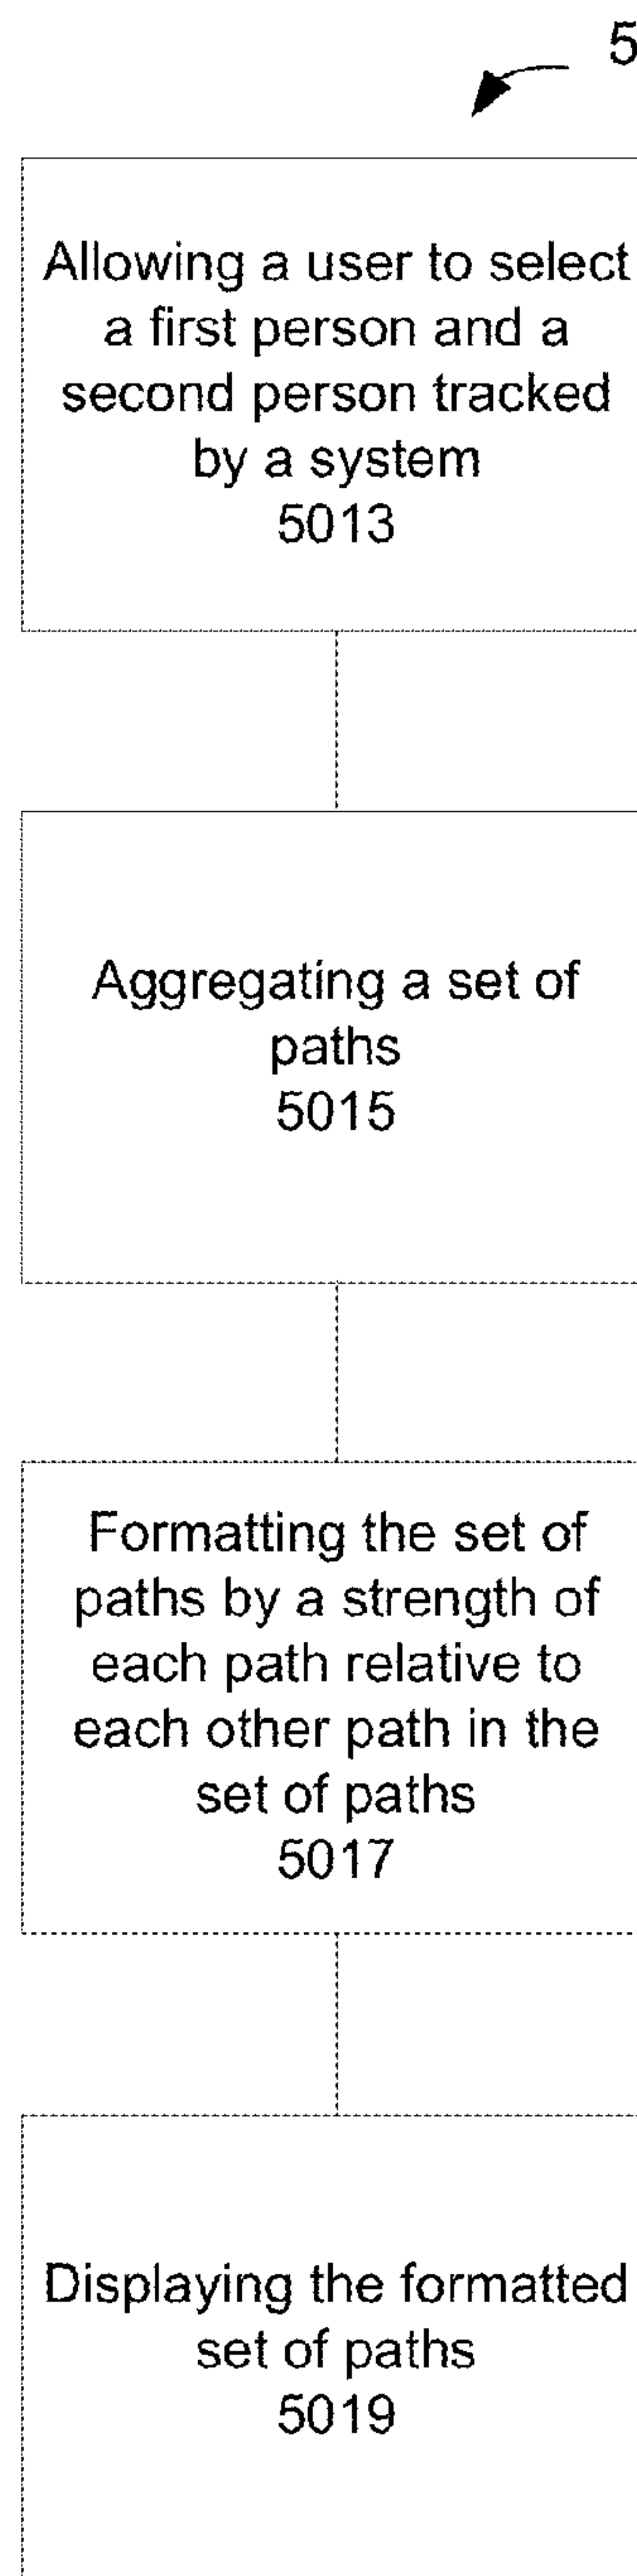 5
Allowing a user to select
a first person and a
second person tracked
by a system
5013
Aggregating a set of
paths
5015
Formatting the set of
paths by a strength of
each path relative to
each other path in the
set of paths
5017
Displaying the formatted
set of paths
5019